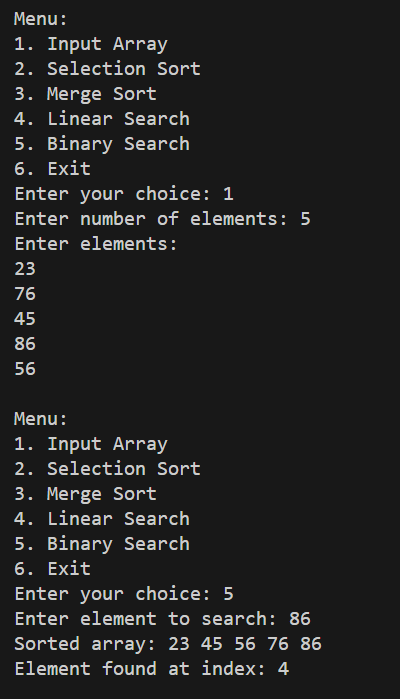 Menu:
1. Input Array
2. Selection Sort
3. Merge Sort
4. Linear Search
5. Binary Search
6. Exit
Enter your choice: 1
Enter number of elements: 5
Enter elements:
23
76
45
86
56

Menu:
1. Input Array
2. Selection Sort
3. Merge Sort
4. Linear Search
5. Binary Search
6. Exit
Enter your choice: 5
Enter element to search: 86
Sorted array: 23 45 56 76 86
Element found at index: 4